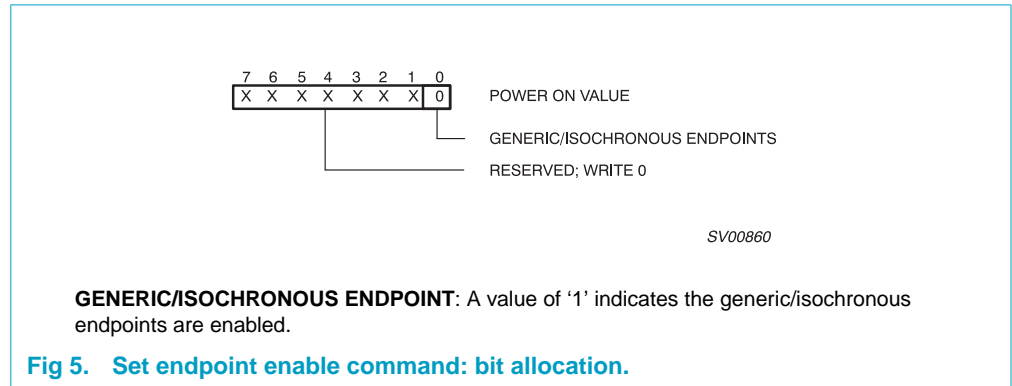 7 6 5 4 3 2 1 0
X X X X X X X 0 POWER ON VALUE
GENERIC/ISOCHRONOUS ENDPOINTS
RESERVED; WRITE 0
SV00860
GENERIC/ISOCHRONOUS ENDPOINT: A value of ‘1’ indicates the generic/isochronous
endpoints are enabled.
Fig 5. Set endpoint enable command: bit allocation.